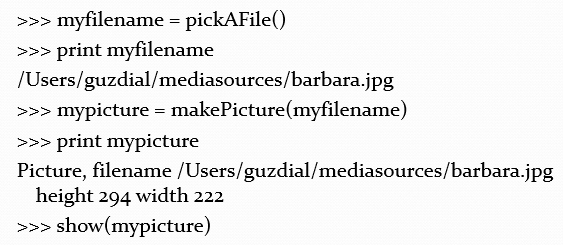 >>> myfilename = pickAFile()
>>> print myfilename
/Users/guzdial/mediasources/barbara.jpg
>>> mypicture = makePicture(myfilename)
>>> print mypicture
Picture, filename /Users/guzdial/mediasources/barbara.jpg
height 294 width 222
>>> show(mypicture)